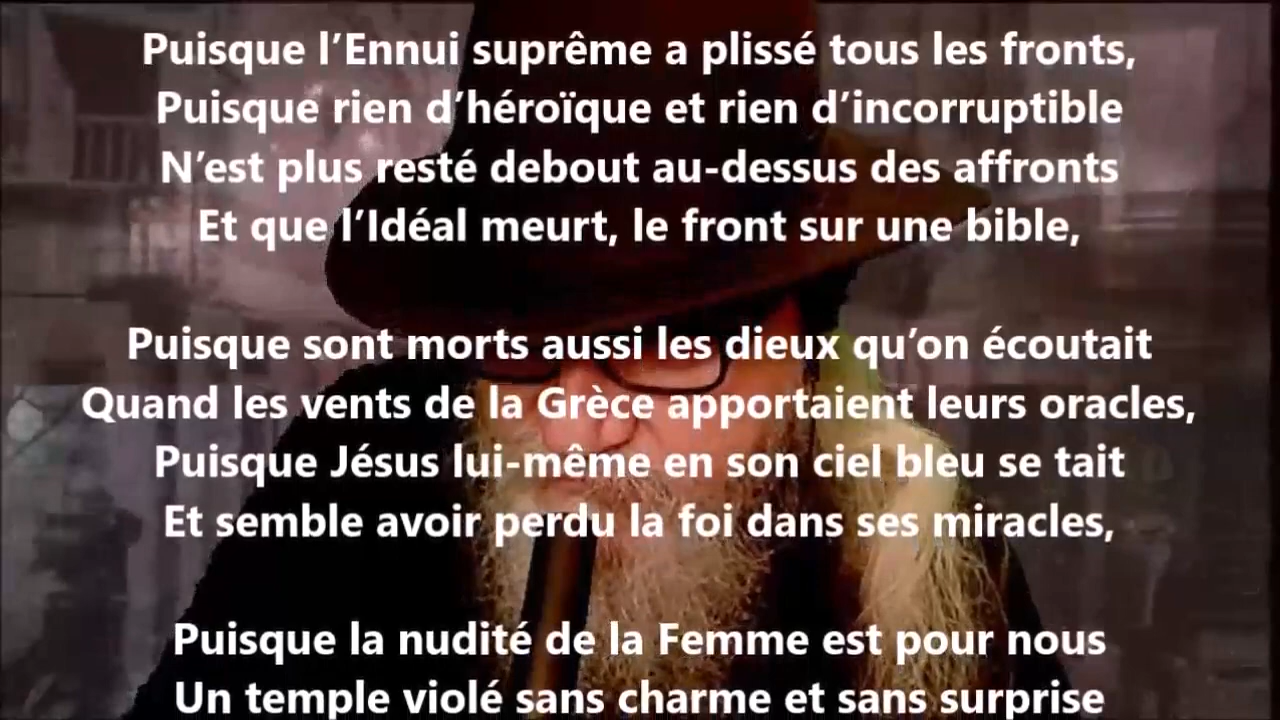 Puisque l’Ennui suprême a plissé tous les fronts,
Puisque rien d’héroïque et rien d’incorruptible
N’est plus resté debout au-dessus des affronts
Et que l’Idéal meurt, le front sur une bible,
Puisque sont morts aussi les dieux qu’on écoutait
Quand les vents de la Grèce apportaient leurs oracles,
Puisque Jésus lui-même en son ciel bleu se tait
Et semble avoir perdu la foi dans ses miracles,
Puisque la nudité de la Femme est pour nous
Un temple violé sans charme et sans surprise